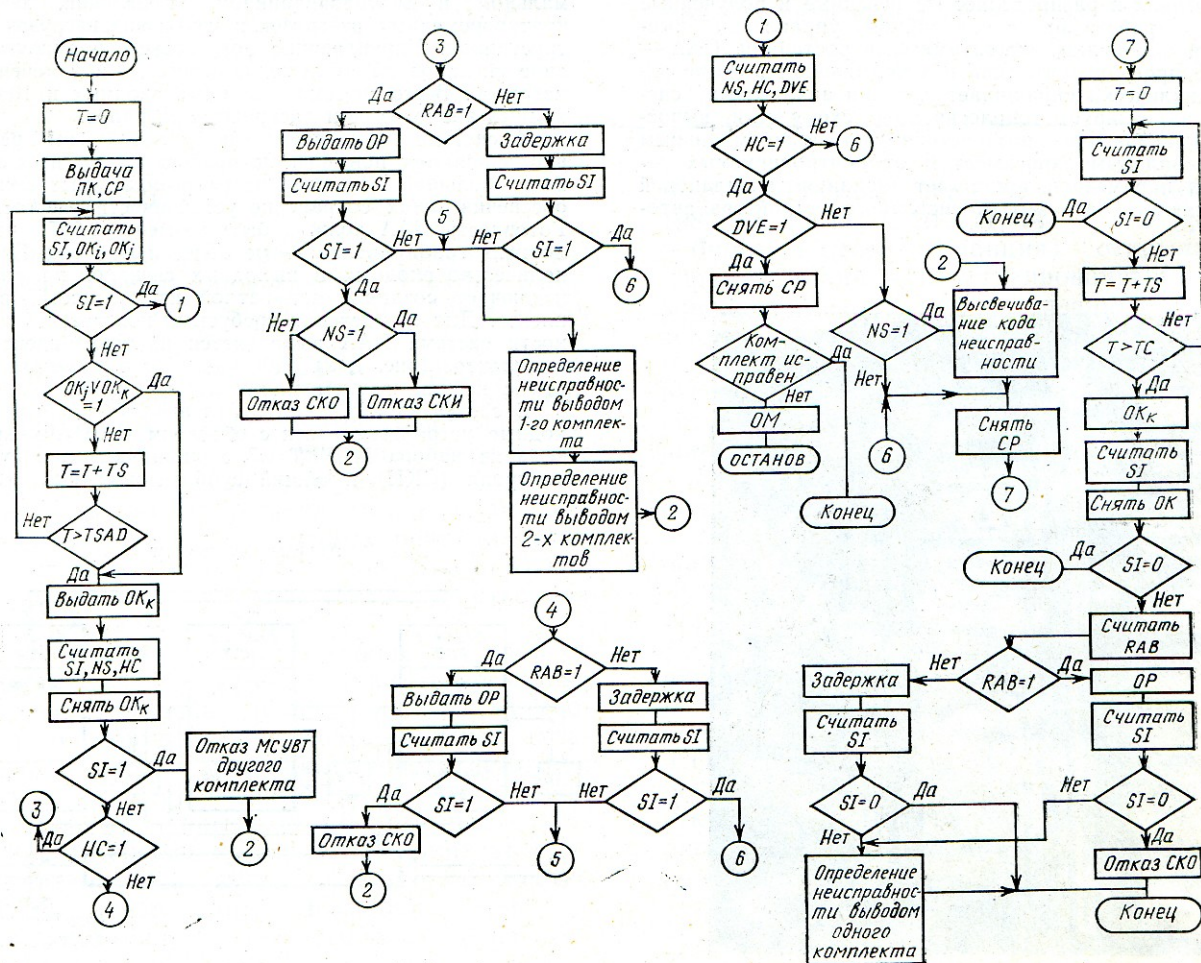 Начало
T=0
Выдача
ПК, СР
Считать
SI, OKi, OKj
SI=1
Да
1
Нет
OKj V OKк
=1
Да
Нет
T=T+TS
Нет
T>TSAD
Да
Выдать OKк
Считать
SI, NS, HC
Снять OKк
SI=1
Да
Отказ МСУВТ
другого
комплекта
2
Нет
3
Да
HC=1
Нет
4
3
Да
RAB=1
Нет
Выдать ОР
Задержка
Считать SI
Считать SI
SI=1
Нет
5
Нет
SI=1
Да
6
Да
Нет
NS=1
Да
Отказ СКО
Отказ СКИ
2
Определение
неисправнос-
ти выводом
1-го комплек-
та
Определение
неисправнос-
ти выводом
2-х комплек-
тов
2
4
Да
RAB=1
Нет
Выдать ОР
Задержка
Считать SI
Считать SI
Да
SI=1
Нет
Нет
SI=1
Да
Отказ СКО
2
5
6
1
Считать
NS, HC, DVE
HC=1
Нет
6
Да
DVE=1
Нет
Да
Снять СР
Ком-
плект ис-
правен
Да
Нет
ОМ
ОСТАНОВ
Конец
NS=1
Да
Нет
6
2
Высвечива-
ние кода
неисправ-
ности
Снять
СР
7
7
T=0
Считать
SI
Конец
Да
SI=0
Нет
T=T+TS
T>TC
Нет
Да
OKк
Считать
SI
Снять OK
Конец
Да
SI=0
Нет
Считать
RAB
Нет
RAB=1
Да
Задержка
ОР
Считать
SI
Считать
SI
SI=0
Да
Нет
Нет
SI=0
Да
Определение
неисправнос-
ти выводом
одного
комплекта
Отказ СКО
Конец